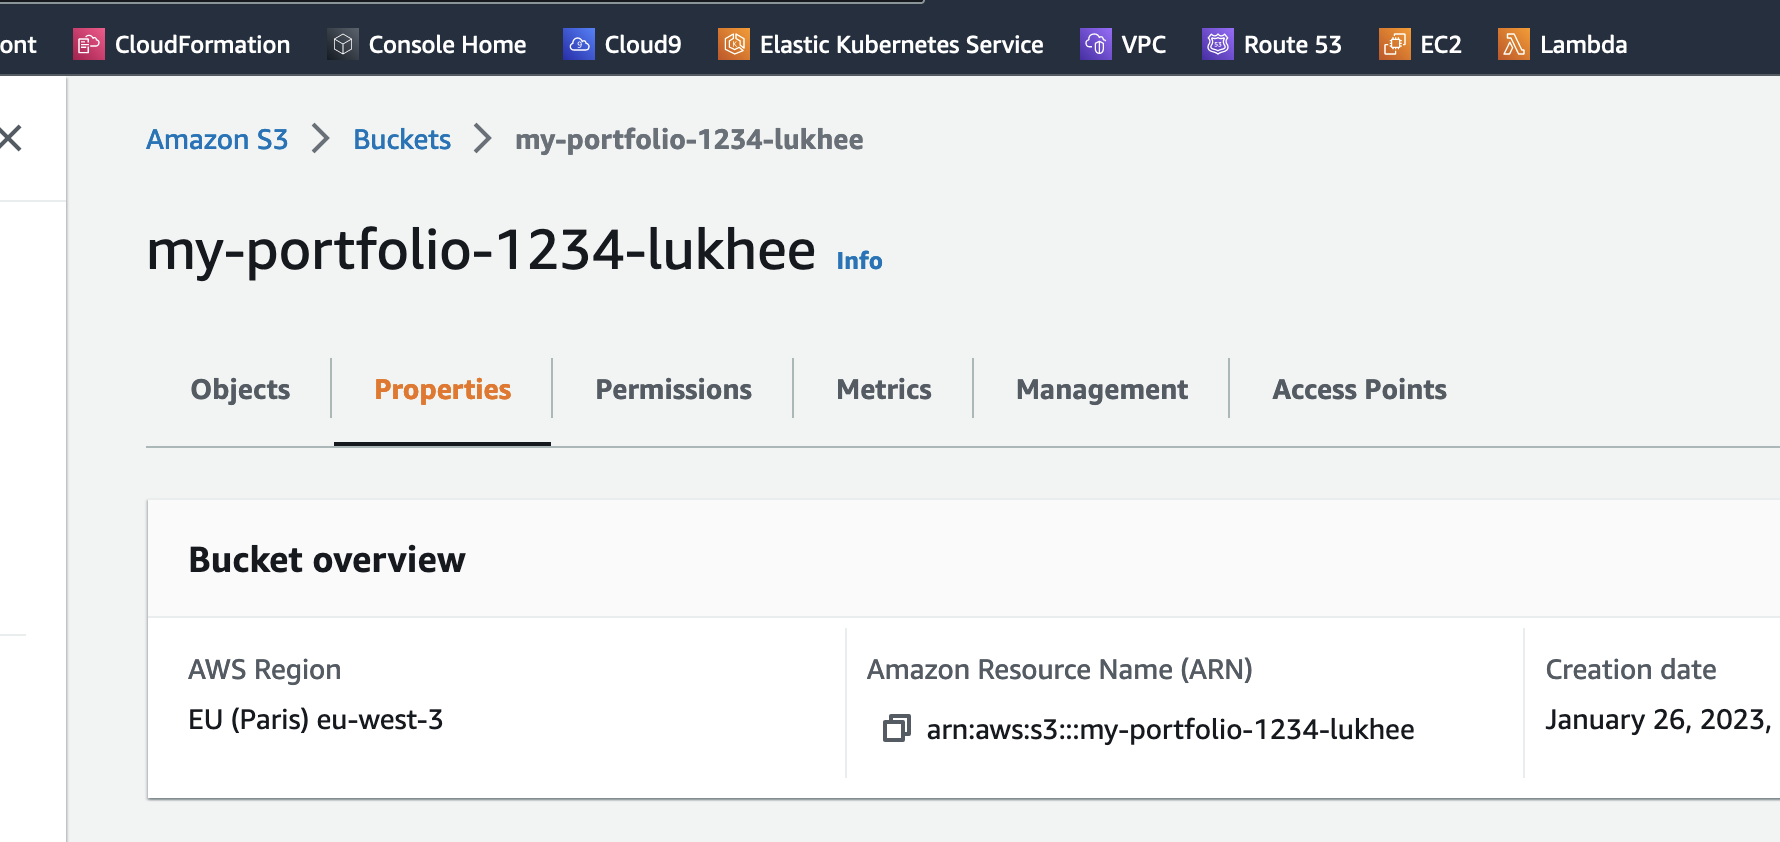 ont CloudFormation Console Home Cloud9 Elastic Kubernetes Service VPC Route 53 EC2 Lambda
Amazon S3 > Buckets > my-portfolio-1234-lukhee
my-portfolio-1234-lukhee Info
Objects Properties Permissions Metrics Management Access Points
Bucket overview
AWS Region
EU (Paris) eu-west-3
Amazon Resource Name (ARN)
arn:aws:s3:::my-portfolio-1234-lukhee
Creation date
January 26, 2023,